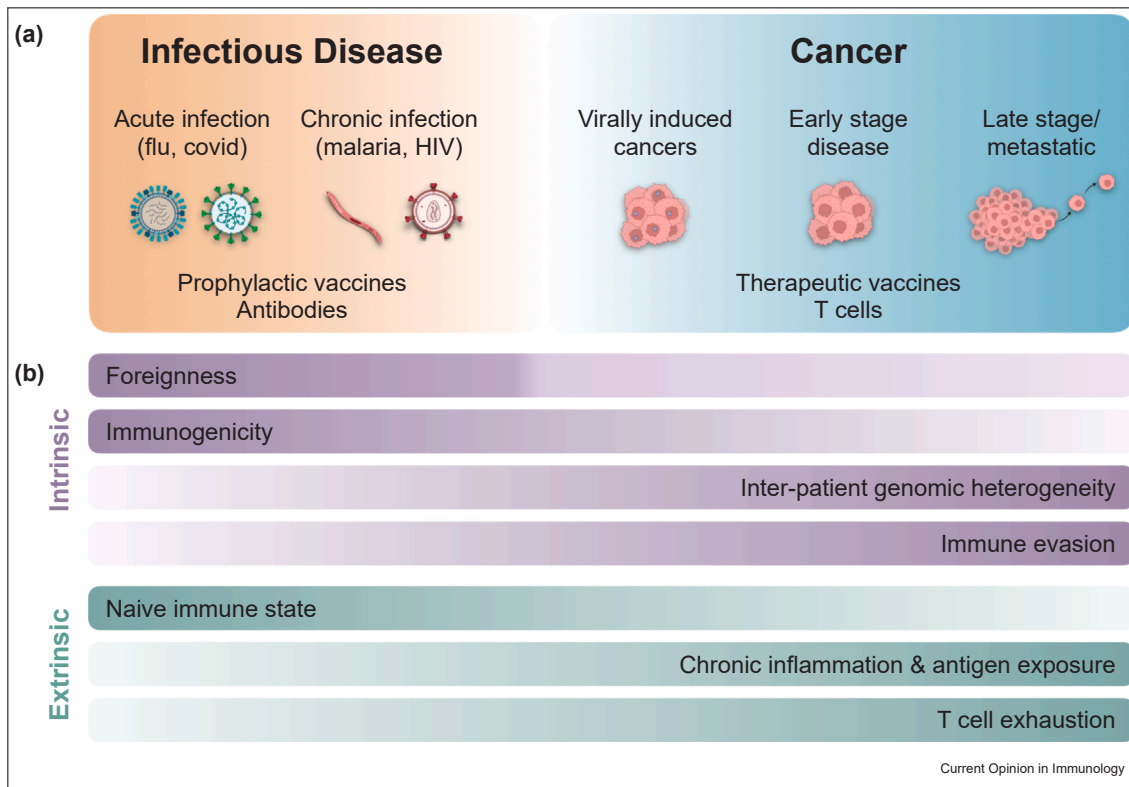 (a)
Infectious Disease
Cancer
Acute infection
(flu, covid)
Chronic infection
(malaria, HIV)
Virally induced
cancers
Early stage
disease
Late stage/
metastatic
Prophylactic vaccines
Antibodies
Therapeutic vaccines
T cells
(b)
Intrinsic
Foreignness
Immunogenicity
Inter-patient genomic heterogeneity
Immune evasion
Extrinsic
Naive immune state
Chronic inflammation & antigen exposure
T cell exhaustion
Current Opinion in Immunology